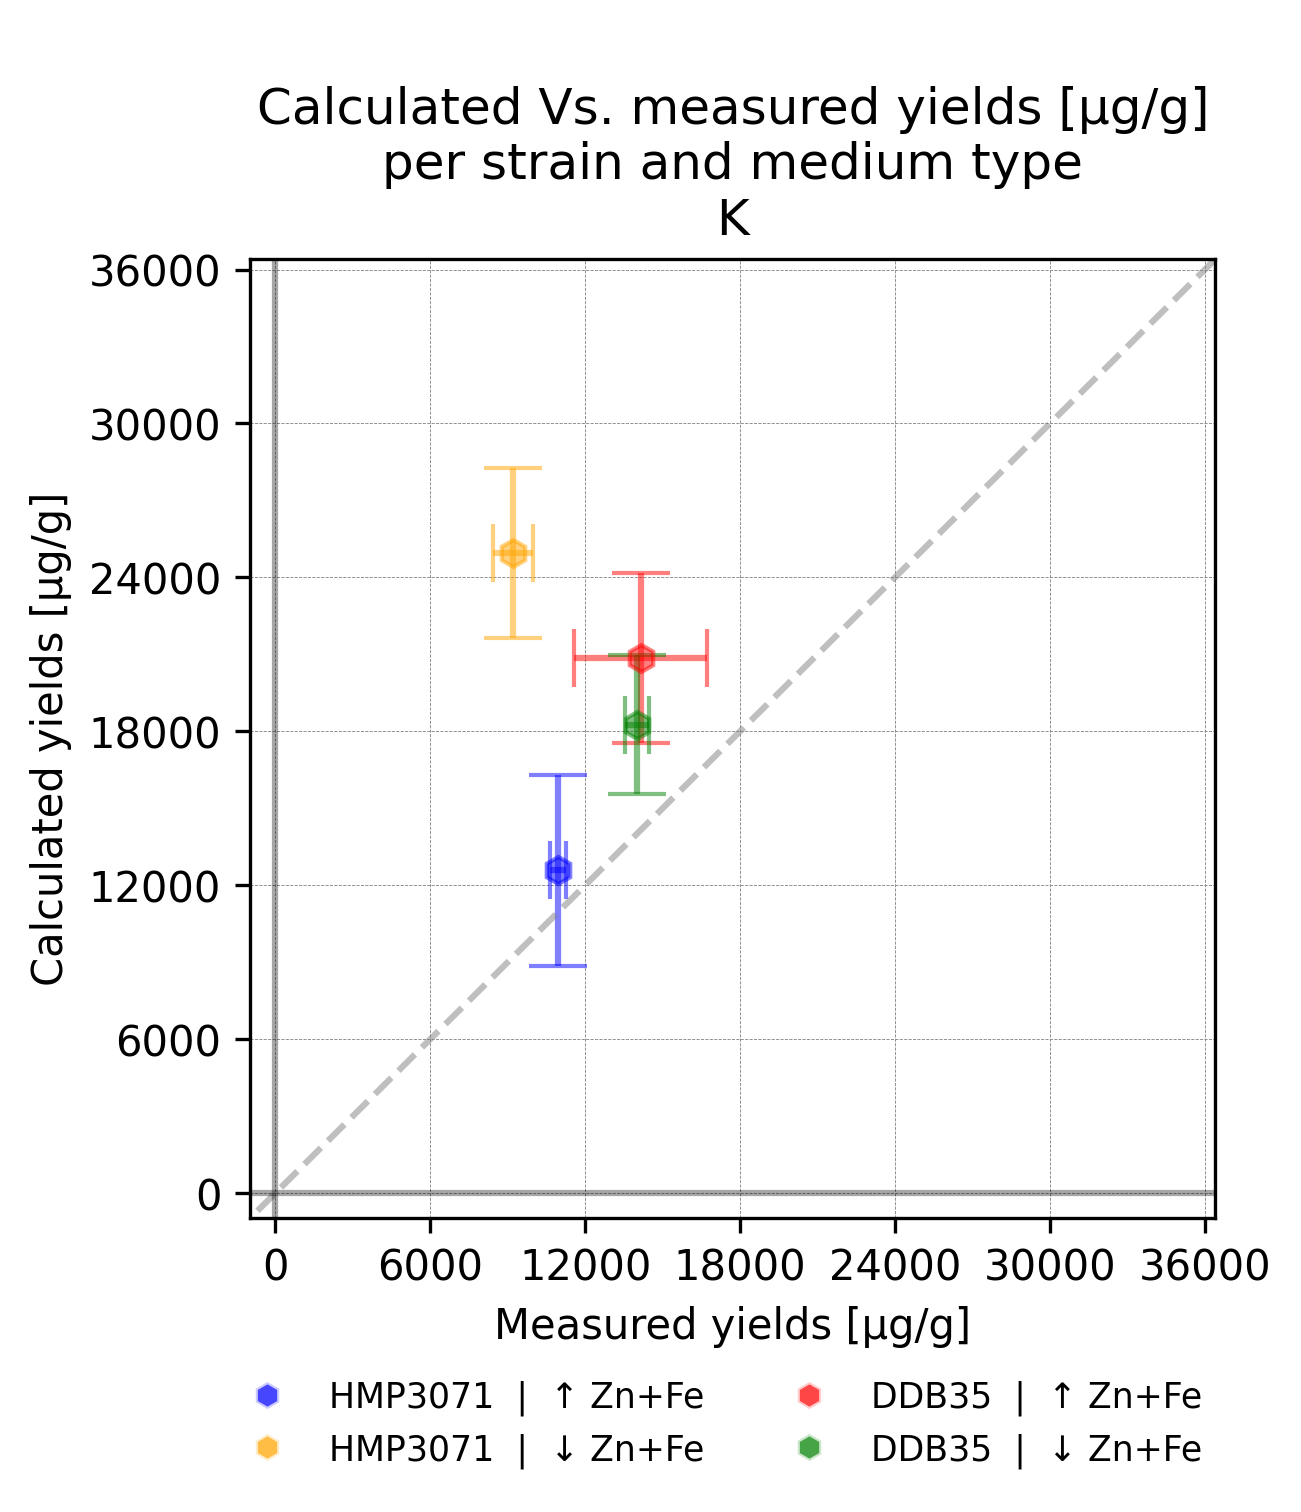 Calculated Vs. measured yields [µg/g]
per strain and medium type
K
36000
30000
24000
18000
12000
6000
0
Calculated yields [µg/g]
0 6000 12000 18000 24000 30000 36000
Measured yields [µg/g]
HMP3071 | ↑ Zn+Fe DDB35 | ↑ Zn+Fe
HMP3071 | ↓ Zn+Fe DDB35 | ↓ Zn+Fe